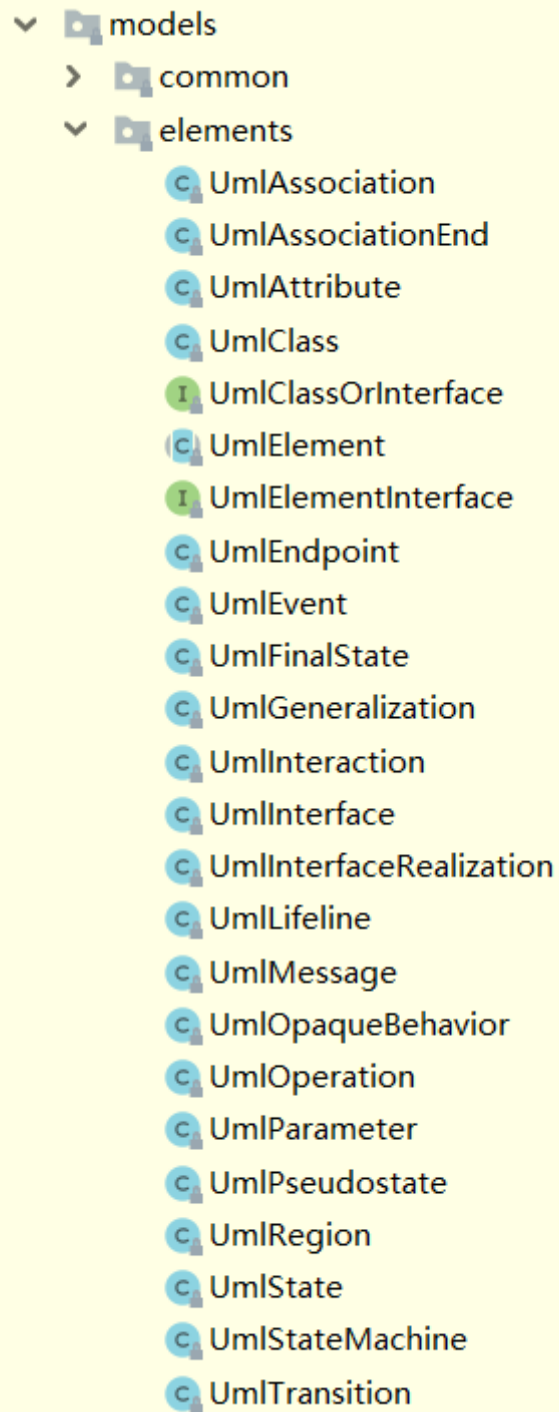 models
common
elements
C UmlAssociation
C UmlAssociationEnd
C UmlAttribute
C UmlClass
I UmlClassOrInterface
C UmlElement
I UmlElementInterface
C UmlEndpoint
C UmlEvent
C UmlFinalState
C UmlGeneralization
C UmlInteraction
C UmlInterface
C UmlInterfaceRealization
C UmlLifeline
C UmlMessage
C UmlOpaqueBehavior
C UmlOperation
C UmlParameter
C UmlPseudostate
C UmlRegion
C UmlState
C UmlStateMachine
C UmlTransition